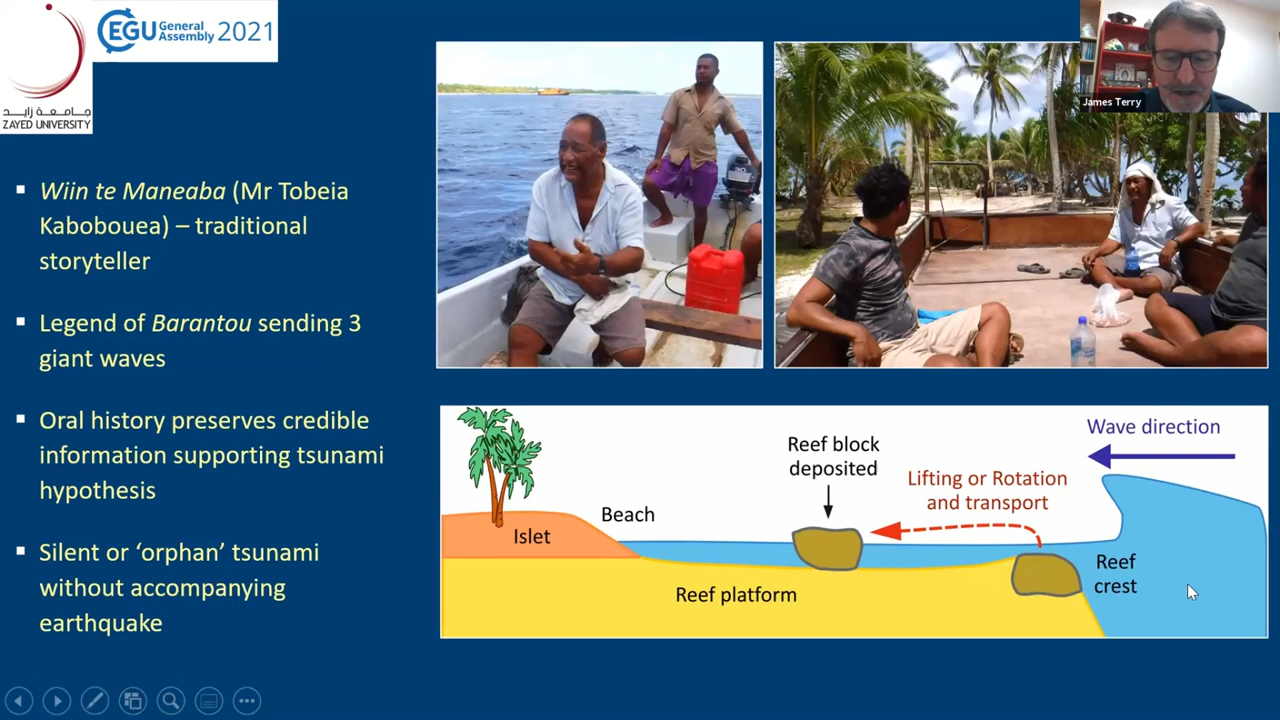 جامعة زايد
ZAYED UNIVERSITY
EGU General Assembly 2021
James Terry
▪ Wiin te Maneaba (Mr Tobeia
Kabobouea) – traditional
storyteller
▪ Legend of Barantou sending 3
giant waves
▪ Oral history preserves credible
information supporting tsunami
hypothesis
▪ Silent or ‘orphan’ tsunami
without accompanying
earthquake
Wave direction
Reef block
deposited
Lifting or Rotation
and transport
Beach
Islet
Reef
crest
Reef platform